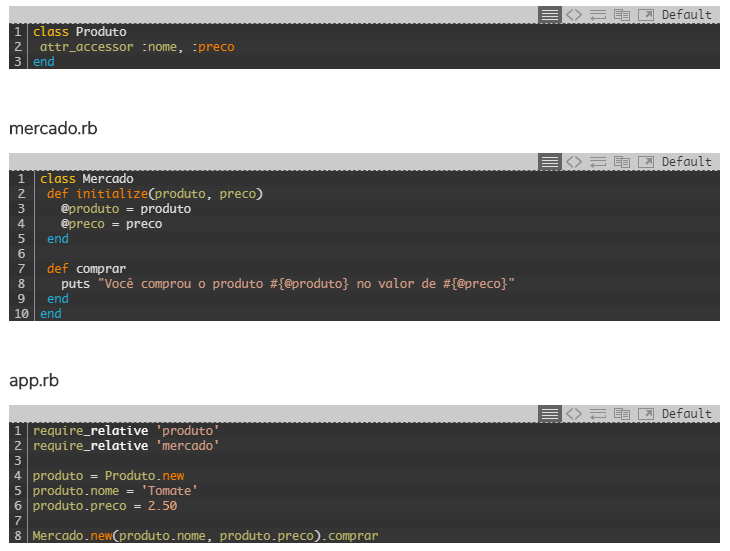 Default
1 class Produto
2  attr_accessor :nome, :preco
3 end
mercado.rb
Default
1 class Mercado
2  def initialize(produto, preco)
3    @produto = produto
4    @preco = preco
5  end
6
7  def comprar
8    puts "Você comprou o produto #{@produto} no valor de #{@preco}"
9  end
10 end
app.rb
Default
1 require_relative 'produto'
2 require_relative 'mercado'
3
4 produto = Produto.new
5 produto.nome = 'Tomate'
6 produto.preco = 2.50
7
8 Mercado.new(produto.nome, produto.preco).comprar